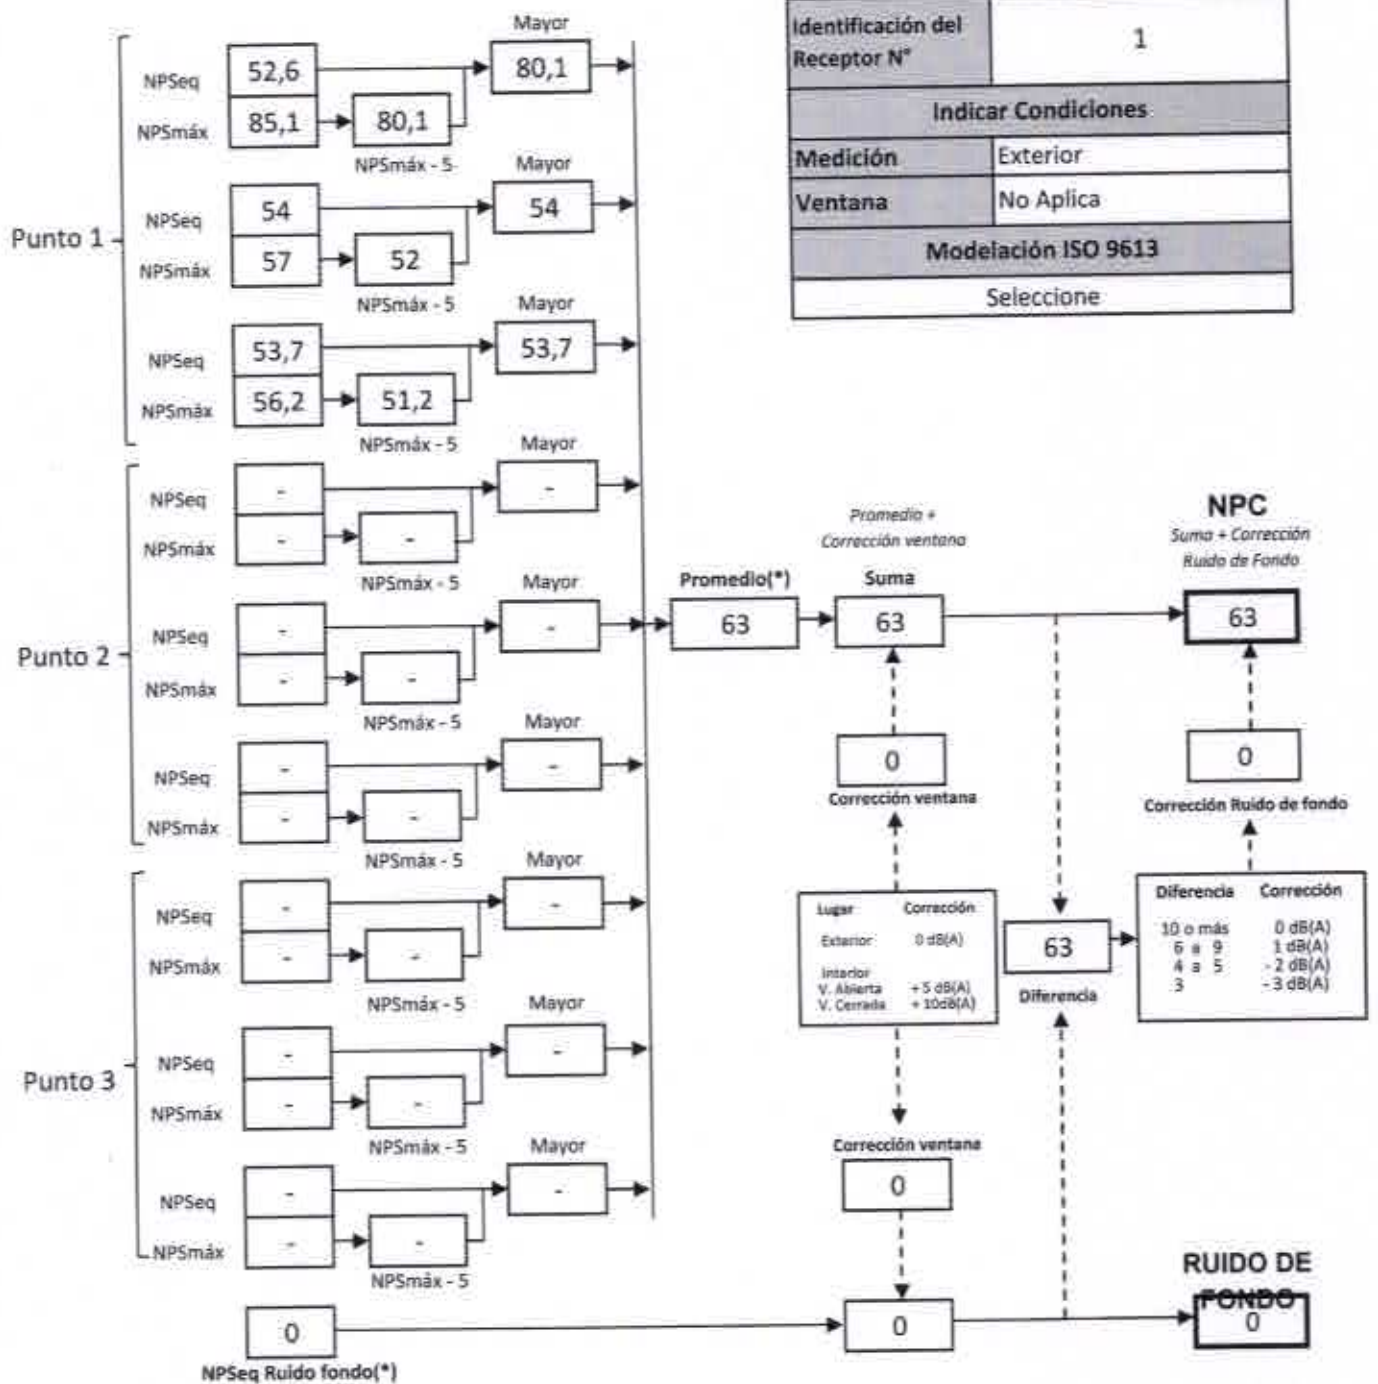 Identificación del
Receptor N°
1
Indicar Condiciones
Medición
Exterior
Ventana
No Aplica
Modelación ISO 9613
Seleccione
Punto 1
Mayor
NPSeq
52,6
80,1
NPSmáx
85,1
80,1
NPSmáx - 5
Mayor
NPSeq
54
54
NPSmáx
57
52
NPSmáx - 5
Mayor
NPSeq
53,7
53,7
NPSmáx
56,2
51,2
NPSmáx - 5
Punto 2
Mayor
NPSeq
-
-
NPSmáx
-
-
NPSmáx - 5
Mayor
NPSeq
-
-
NPSmáx
-
-
NPSmáx - 5
Mayor
NPSeq
-
-
NPSmáx
-
-
NPSmáx - 5
Punto 3
Mayor
NPSeq
-
-
NPSmáx
-
-
NPSmáx - 5
Mayor
NPSeq
-
-
NPSmáx
-
-
NPSmáx - 5
Mayor
NPSeq
-
-
NPSmáx
-
-
NPSmáx - 5
0
NPSeq Ruido fondo(*)
Promedio(*)
63
Promedio +
Corrección ventana
Suma
63
0
Corrección ventana
Lugar Corrección
Exterior 0 dB(A)
Interior
V. Abierta + 5 dB(A)
V. Cerrada + 10dB(A)
Corrección ventana
0
0
63
Diferencia
NPC
Suma + Corrección
Ruido de Fondo
63
0
Corrección Ruido de fondo
Diferencia Corrección
10 o más 0 dB(A)
6 a 9 1 dB(A)
4 a 5 - 2 dB(A)
3 - 3 dB(A)
RUIDO DE
FONDO
0